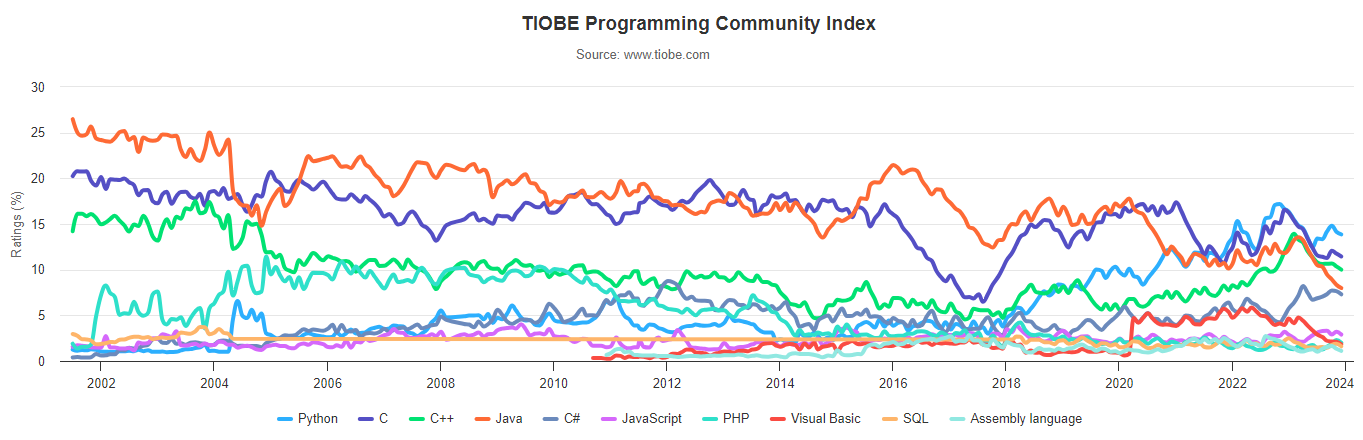 TIOBE Programming Community Index
Source: www.tiobe.com
Ratings (%)
30
25
20
15
10
5
0
2002 2004 2006 2008 2010 2012 2014 2016 2018 2020 2022 2024
Python C C++ Java C# JavaScript PHP Visual Basic SQL Assembly language